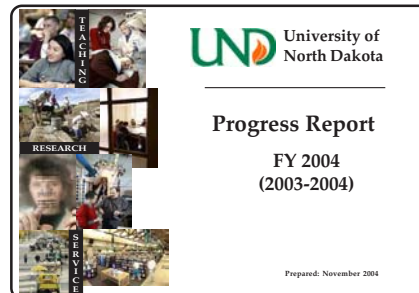 TEACHING
RESEARCH
SERVICE
UND
University of
North Dakota
Progress Report
FY 2004
(2003-2004)
Prepared: November 2004